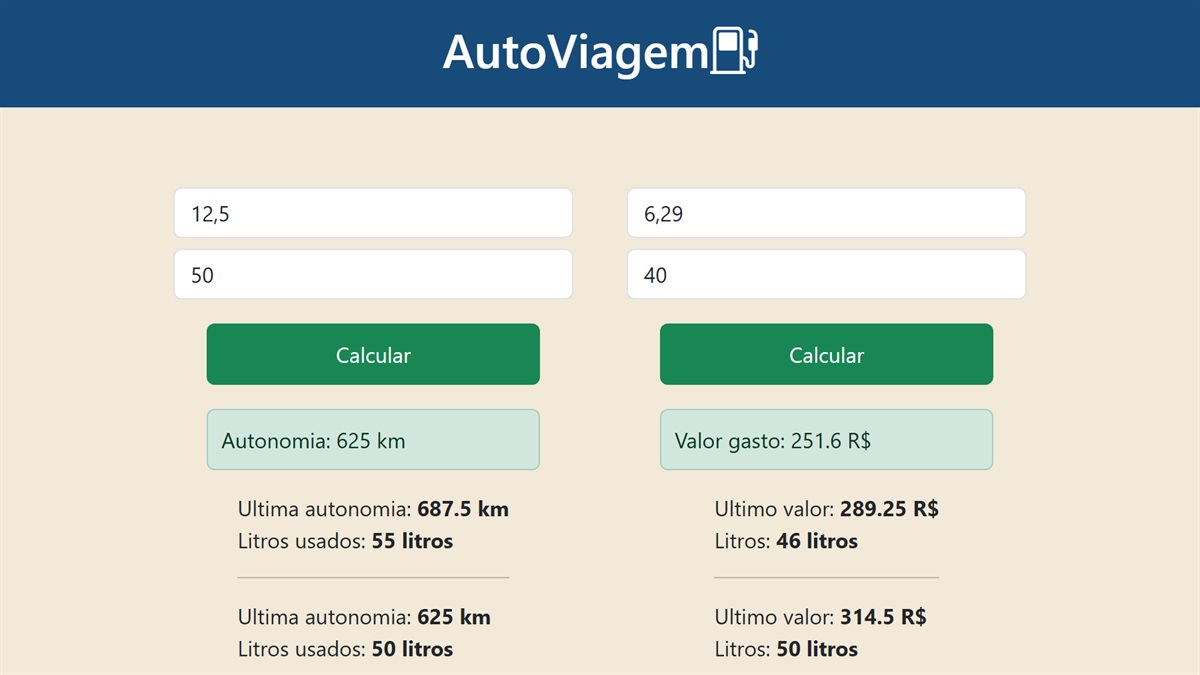 AutoViagem
12,5
50
Calcular
Autonomia: 625 km
Ultima autonomia: 687.5 km
Litros usados: 55 litros
Ultima autonomia: 625 km
Litros usados: 50 litros
6,29
40
Calcular
Valor gasto: 251.6 R$
Ultimo valor: 289.25 R$
Litros: 46 litros
Ultimo valor: 314.5 R$
Litros: 50 litros